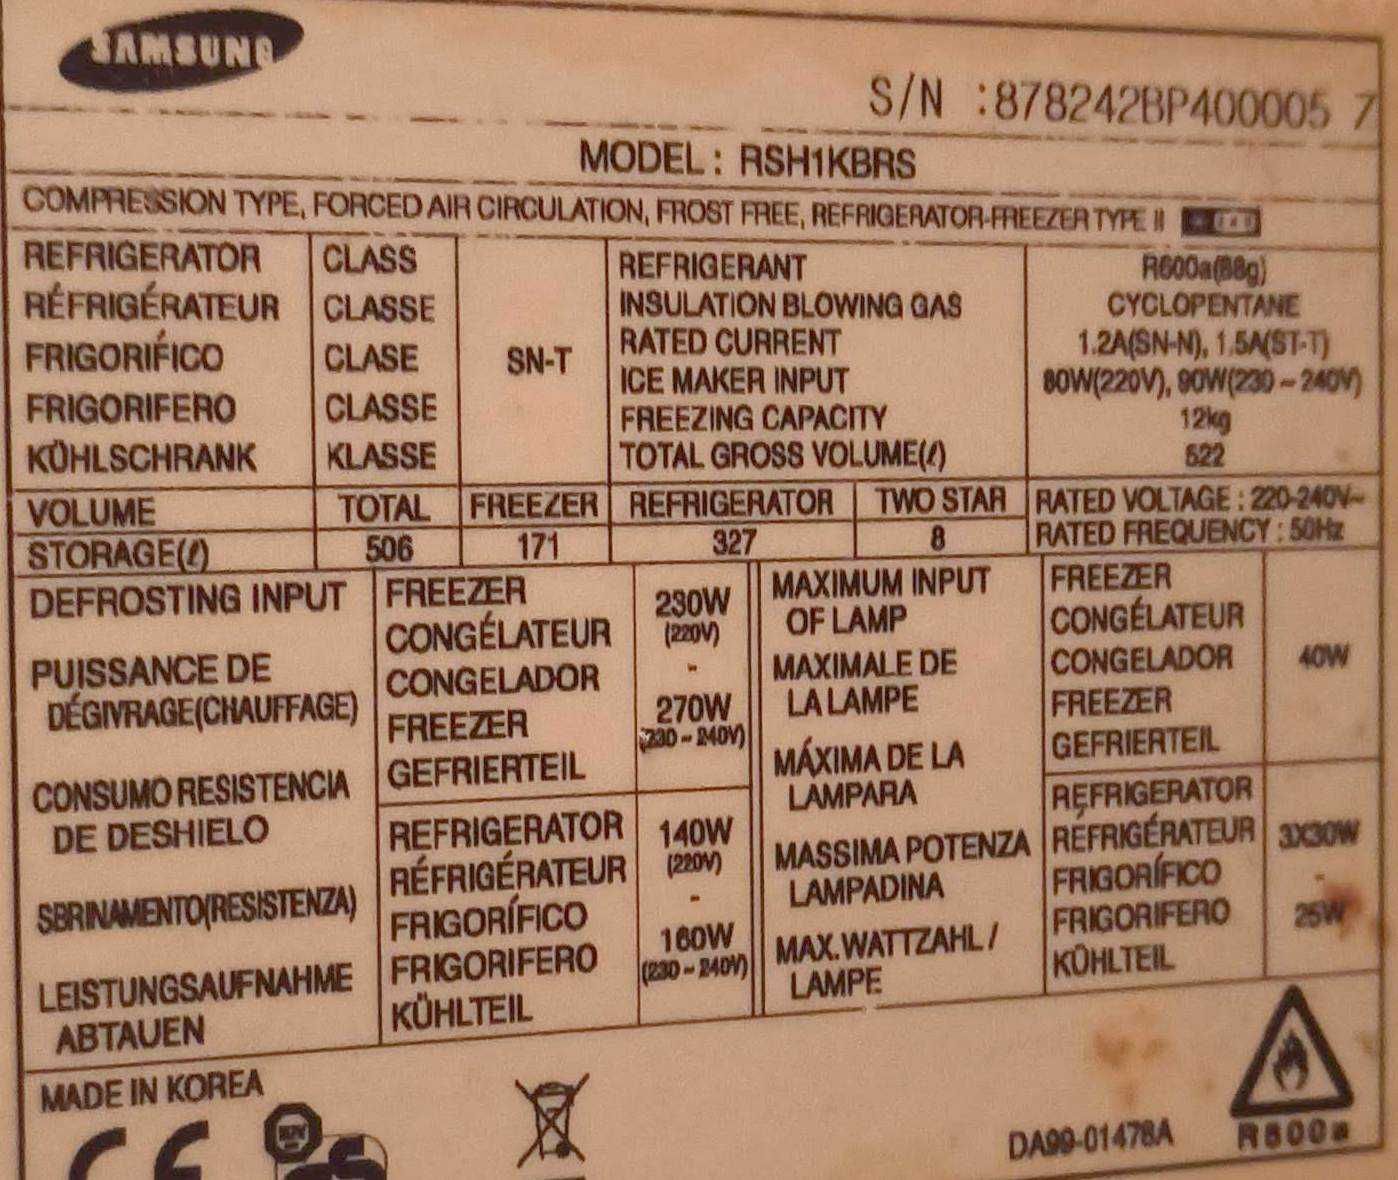 SAMSUNG
S/N :878242BP400005 7
MODEL : RSH1KBRS
COMPRESSION TYPE, FORCED AIR CIRCULATION, FROST FREE, REFRIGERATOR-FREEZER TYPE II
REFRIGERATOR CLASS
RÉFRIGÉRATEUR CLASSE
FRIGORIFICO CLASE
FRIGORIFERO CLASSE
KÜHLSCHRANK KLASSE
SN-T
REFRIGERANT R600a(88g)
INSULATION BLOWING GAS CYCLOPENTANE
RATED CURRENT 1.2A(SN-N), 1.5A(ST-T)
ICE MAKER INPUT 80W(220V), 90W(230 ~ 240V)
FREEZING CAPACITY 12kg
TOTAL GROSS VOLUME(ℓ) 522
VOLUME TOTAL FREEZER REFRIGERATOR TWO STAR
STORAGE(ℓ) 506 171 327 8
RATED VOLTAGE : 220-240V~
RATED FREQUENCY : 50Hz
DEFROSTING INPUT
PUISSANCE DE
DÉGIVRAGE(CHAUFFAGE)
CONSUMO RESISTENCIA
DE DESHIELO
SBRINAMENTO(RESISTENZA)
LEISTUNGSAUFNAHME
ABTAUEN
FREEZER
CONGÉLATEUR
CONGELADOR
FREEZER
GEFRIERTEIL
230W
(220V)
-
270W
(230 ~ 240V)
REFRIGERATOR
RÉFRIGÉRATEUR
FRIGORÍFICO
FRIGORIFERO
KÜHLTEIL
140W
(220V)
-
160W
(230 ~ 240V)
MAXIMUM INPUT
OF LAMP
MAXIMALE DE
LA LAMPE
MÁXIMA DE LA
LAMPARA
MASSIMA POTENZA
LAMPADINA
MAX.WATTZAHL /
LAMPE
FREEZER
CONGÉLATEUR
CONGELADOR
FREEZER
GEFRIERTEIL
40W
REFRIGERATOR
RÉFRIGÉRATEUR
FRIGORÍFICO
FRIGORIFERO
KÜHLTEIL
3X30W
-
25W
MADE IN KOREA
CE
DA99-01478A
R600a